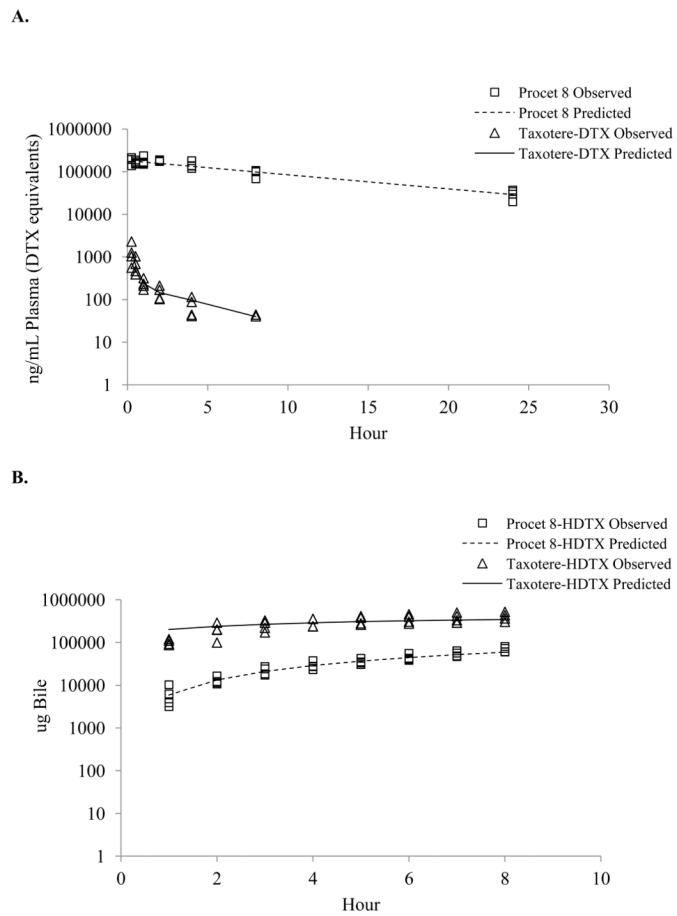 A.
Procet 8 Observed
Procet 8 Predicted
Taxotere-DTX Observed
Taxotere-DTX Predicted
ng/mL Plasma (DTX equivalents)
1000000
100000
10000
1000
100
10
1
0 5 10 15 20 25 30
Hour
B.
Procet 8-HDTX Observed
Procet 8-HDTX Predicted
Taxotere-HDTX Observed
Taxotere-HDTX Predicted
ug Bile
1000000
100000
10000
1000
100
10
1
0 2 4 6 8 10
Hour